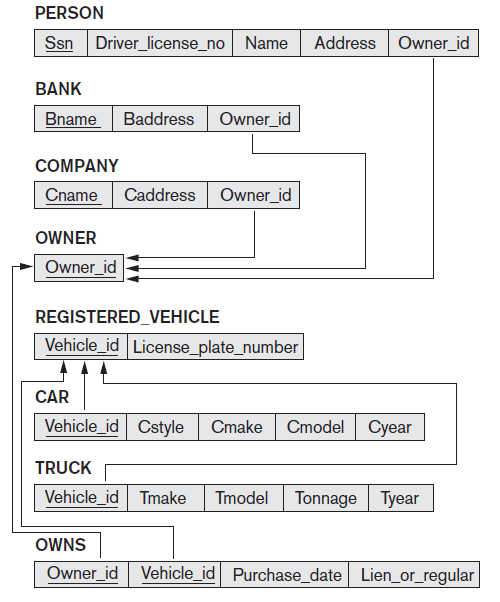 PERSON
Ssn Driver_license_no Name Address Owner_id
BANK
Bname Baddress Owner_id
COMPANY
Cname Caddress Owner_id
OWNER
Owner_id
REGISTERED_VEHICLE
Vehicle_id License_plate_number
CAR
Vehicle_id Cstyle Cmake Cmodel Cyear
TRUCK
Vehicle_id Tmake Tmodel Tonnage Tyear
OWNS
Owner_id Vehicle_id Purchase_date Lien_or_regular